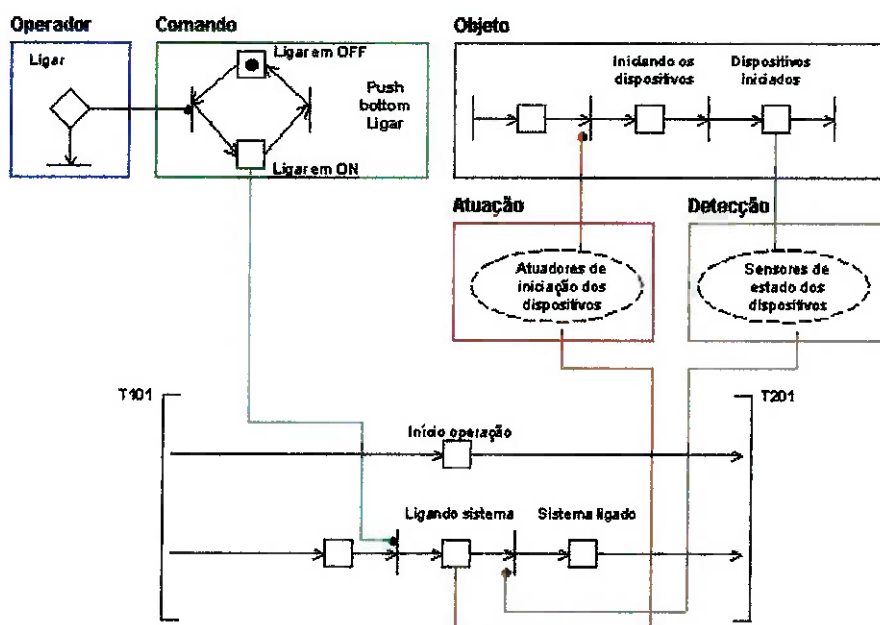 Operador
Comando
Objeto
Ligar
Ligar em OFF
Push
bottom
Ligar
Ligar em ON
Iniciando os
dispositivos
Dispositivos
iniciados
Atuação
Detecção
Atuadores de
iniciação dos
dispositivos
Sensores de
estado dos
dispositivos
T101
T201
Início operação
Ligando sistema
Sistema ligado